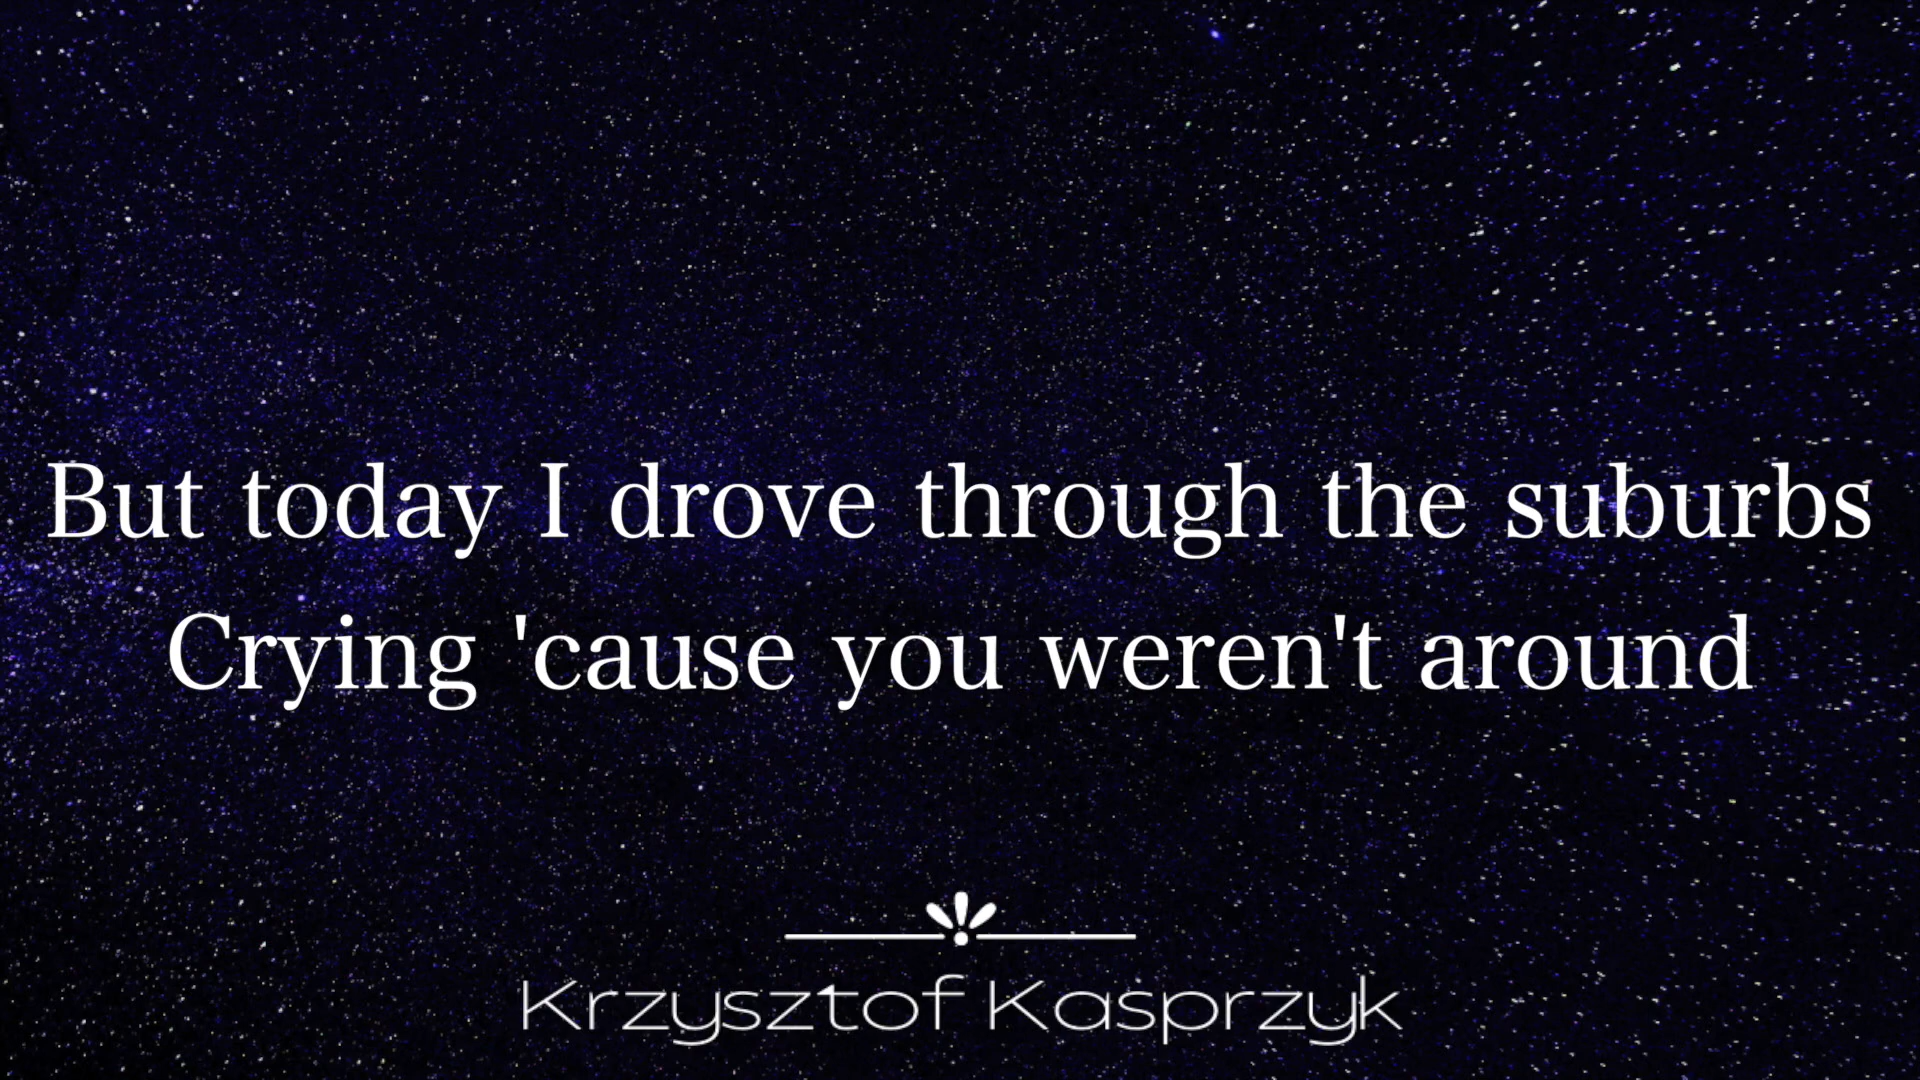 But today I drove through the suburbs
Crying 'cause you weren't around
Krzysztof Kasprzyk